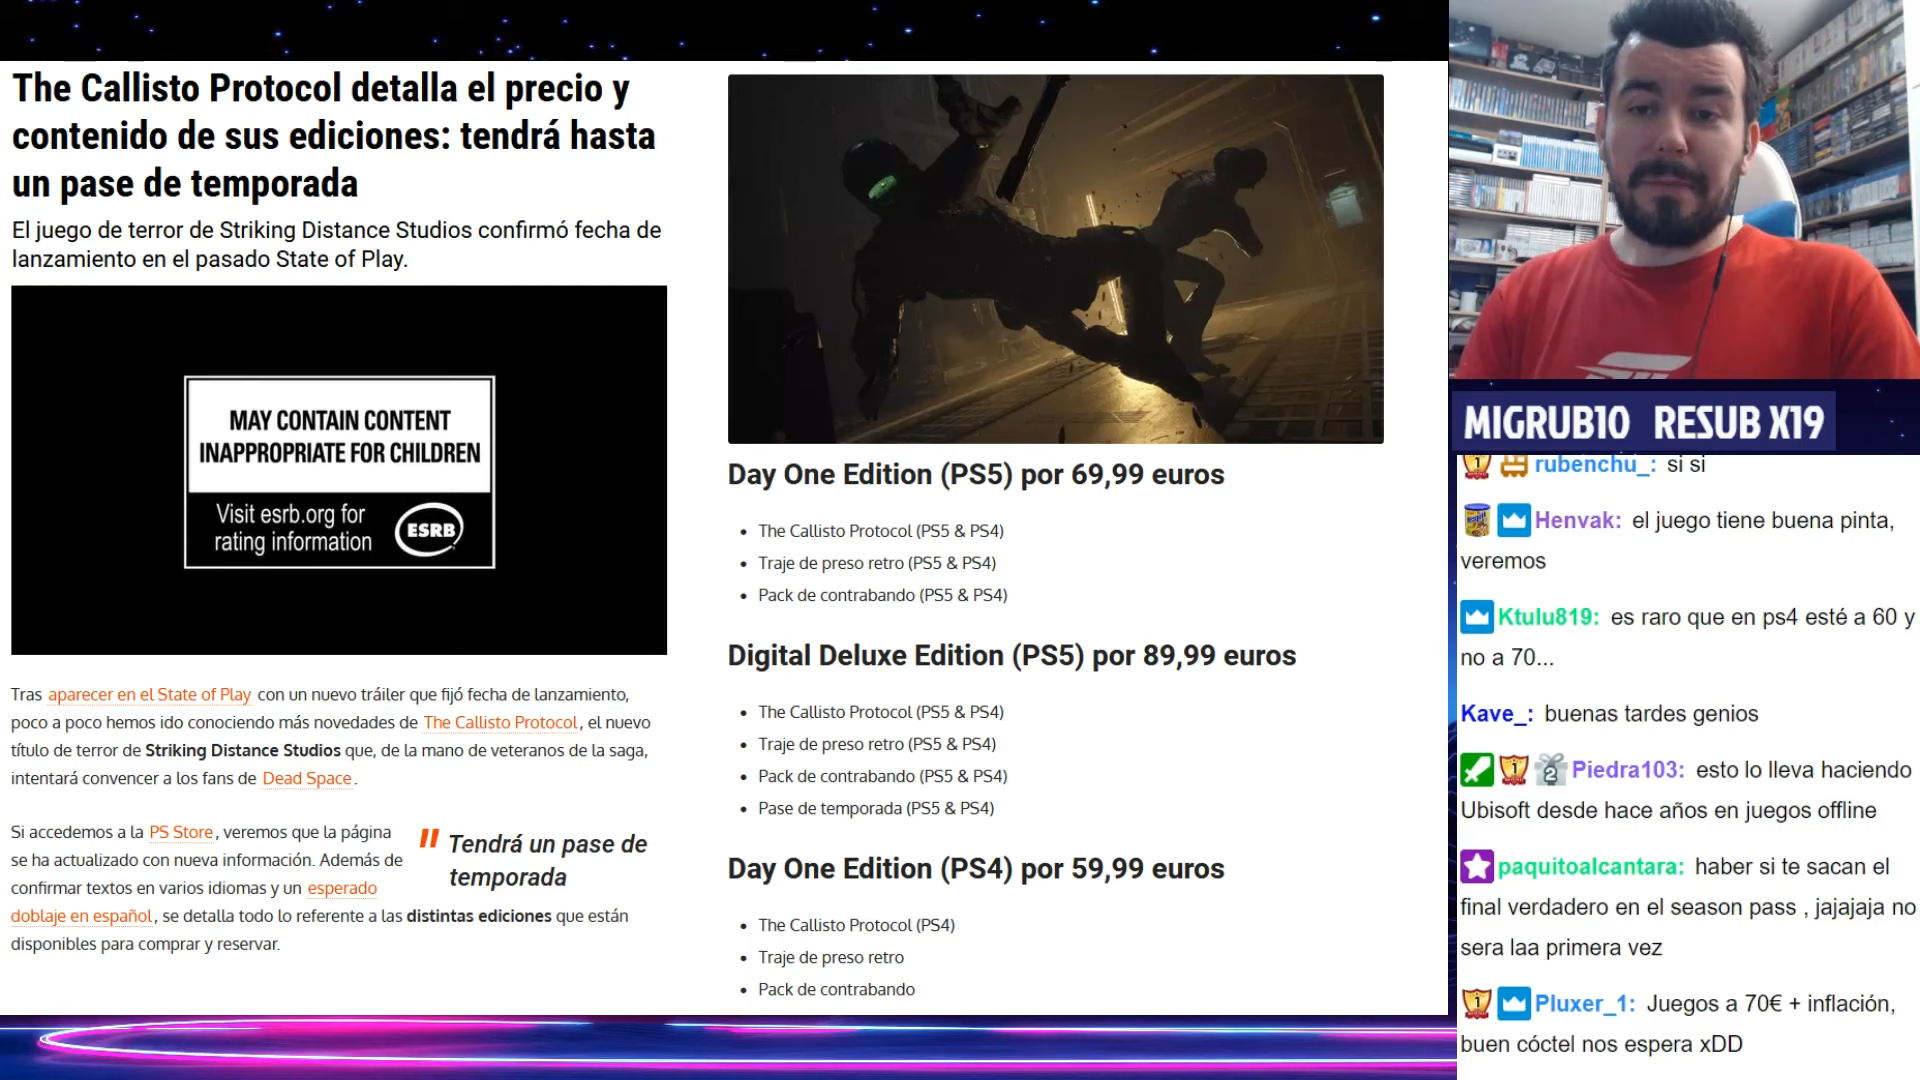 The Callisto Protocol detalla el precio y
contenido de sus ediciones: tendrá hasta
un pase de temporada
El juego de terror de Striking Distance Studios confirmó fecha de
lanzamiento en el pasado State of Play.
MAY CONTAIN CONTENT
INAPPROPRIATE FOR CHILDREN
Visit esrb.org for
rating information
ESRB
Tras aparecer en el State of Play con un nuevo tráiler que fijó fecha de lanzamiento,
poco a poco hemos ido conociendo más novedades de The Callisto Protocol, el nuevo
título de terror de Striking Distance Studios que, de la mano de veteranos de la saga,
intentará convencer a los fans de Dead Space.
Si accedemos a la PS Store, veremos que la página
se ha actualizado con nueva información. Además de
confirmar textos en varios idiomas y un esperado
doblaje en español, se detalla todo lo referente a las distintas ediciones que están
disponibles para comprar y reservar.
" Tendrá un pase de
temporada
Day One Edition (PS5) por 69,99 euros
• The Callisto Protocol (PS5 & PS4)
• Traje de preso retro (PS5 & PS4)
• Pack de contrabando (PS5 & PS4)
Digital Deluxe Edition (PS5) por 89,99 euros
• The Callisto Protocol (PS5 & PS4)
• Traje de preso retro (PS5 & PS4)
• Pack de contrabando (PS5 & PS4)
• Pase de temporada (PS5 & PS4)
Day One Edition (PS4) por 59,99 euros
• The Callisto Protocol (PS4)
• Traje de preso retro
• Pack de contrabando
MIGRUB10 RESUB X19
rubenchu_: si si
Henvak: el juego tiene buena pinta,
veremos
Ktulu819: es raro que en ps4 esté a 60 y
no a 70...
Kave_: buenas tardes genios
Piedra103: esto lo lleva haciendo
Ubisoft desde hace años en juegos offline
paquitoalcantara: haber si te sacan el
final verdadero en el season pass , jajajaja no
sera laa primera vez
Pluxer_1: Juegos a 70€ + inflación,
buen cóctel nos espera xDD